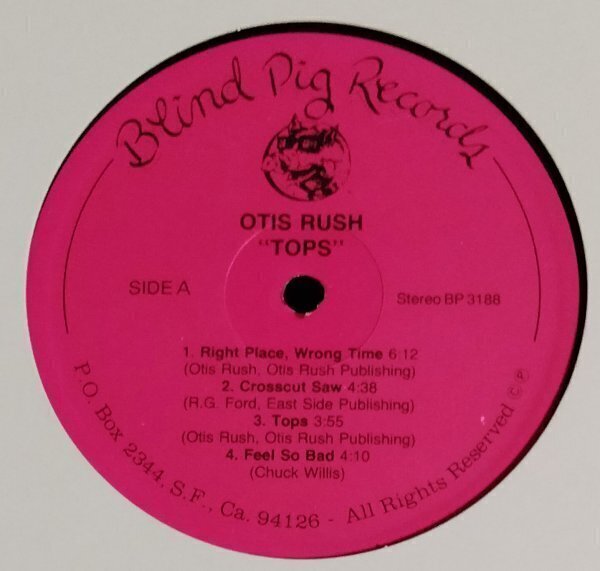 Blind Pig Records
OTIS RUSH
"TOPS"
SIDE A
Stereo BP 3188
1. Right Place, Wrong Time 6:12
(Otis Rush, Otis Rush Publishing)
2. Crosscut Saw 4:38
(R.G. Ford, East Side Publishing)
3. Tops 3:55
(Otis Rush, Otis Rush Publishing)
4. Feel So Bad 4:10
(Chuck Willis)
P.O. Box 2344, S.F., Ca. 94126 - All Rights Reserved © ℗